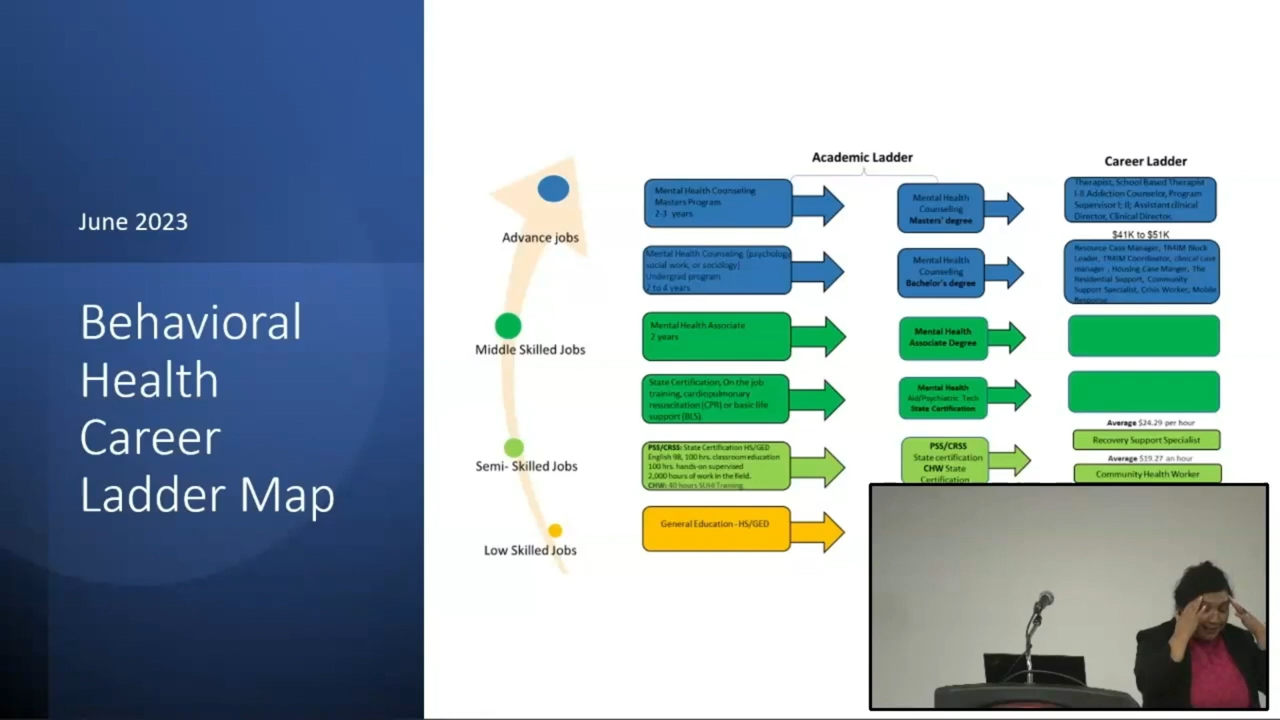 June 2023
Behavioral
Health
Career
Ladder Map
Academic Ladder
Career Ladder
Advance jobs
Middle Skilled Jobs
Semi- Skilled Jobs
Low Skilled Jobs
Mental Health Counseling
Masters Program
2-3 years
Mental Health
Counseling
Masters' degree
Therapist, School Based Therapist
I-II Addiction Counselor, Program
Supervisor I; II; Assistant clinical
Director, Clinical Director.
$41K to $51K
Mental Health Counseling (psychology
social work, or sociology)
Undergrad program
2 to 4 years
Mental Health
Counseling
Bachelor's degree
Resource Case Manager, TR4IM Block
Leader, TR4IM Coordinator, clinical case
manager , Housing Case Manger, The
Residential Support, Community
Support Specialist, Crisis Worker, Mobile
Response
Mental Health Associate
2 years
Mental Health
Associate Degree
State Certification, On the job
training, cardiopulmonary
resuscitation (CPR) or basic life
support (BLS).
Mental Health
Aid/Psychiatric Tech
State Certification
PSS/CRSS: State Certification HS/GED
English 98, 100 hrs. classroom education
100 hrs. hands-on supervised
2,000 hours of work in the field.
CHW: 40 hours SUHI Training
PSS/CRSS
State certification
CHW State
Certification
Average $24.29 per hour
Recovery Support Specialist
Average $19.27 an hour
Community Health Worker
General Education - HS/GED